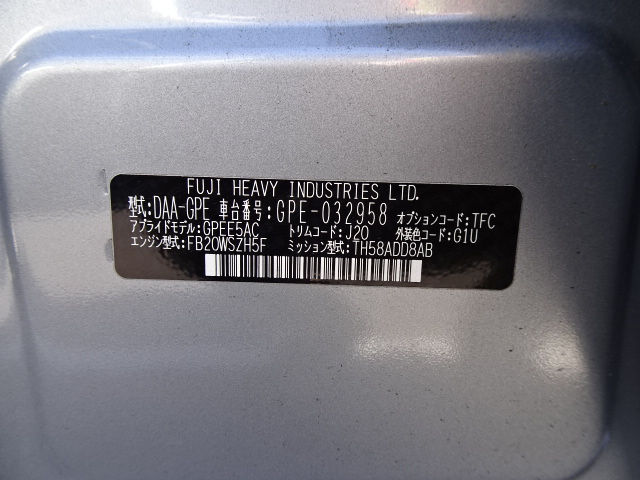 FUJI HEAVY INDUSTRIES LTD.
型式:DAA-GPE 車台番号:GPE-032958 オプションコード:TFC
アプライドモデル:GPEE5AC トリムコード:J20 外装色コード:G1U
エンジン型式:FB20WSZH5F ミッション型式:TH58ADD8AB